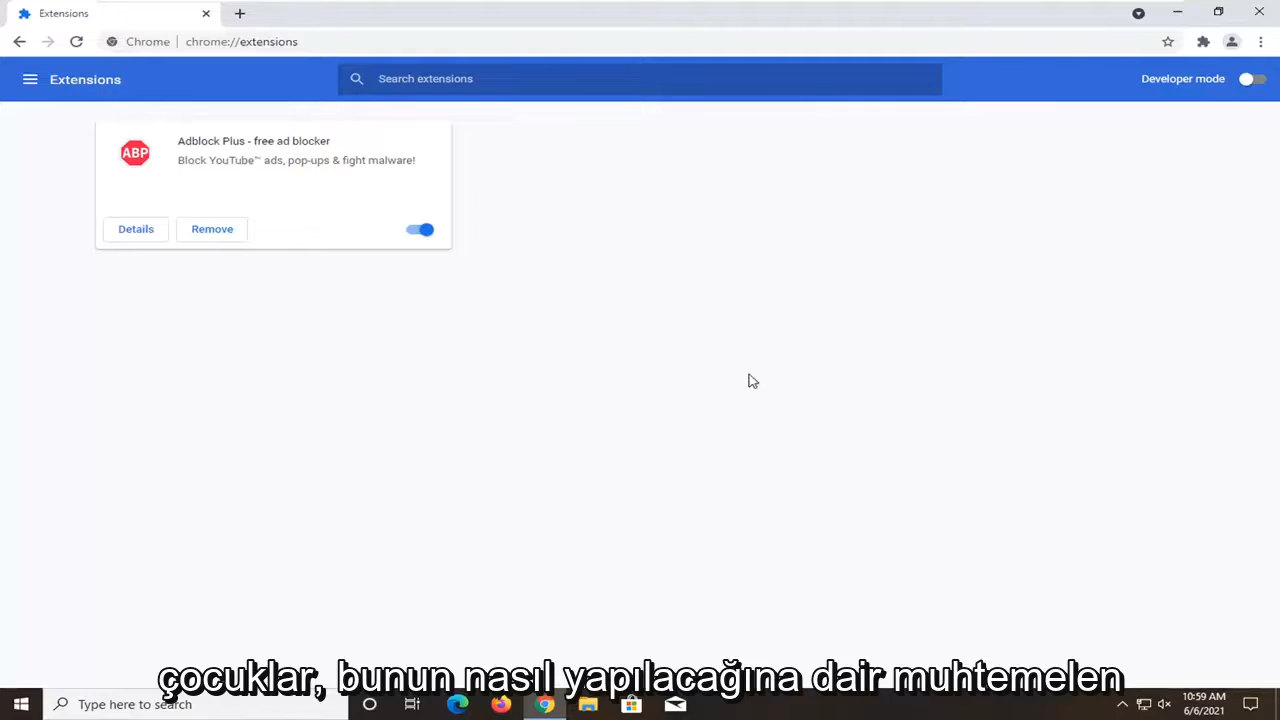 Extensions
Chrome | chrome://extensions
Extensions
Search extensions
Developer mode
ABP
Adblock Plus - free ad blocker
Block YouTube™ ads, pop-ups & fight malware!
Details
Remove
çocuklar, bunun nasıl yapılacağına dair muhtemelen
Type here to search
10:59 AM
6/6/2021